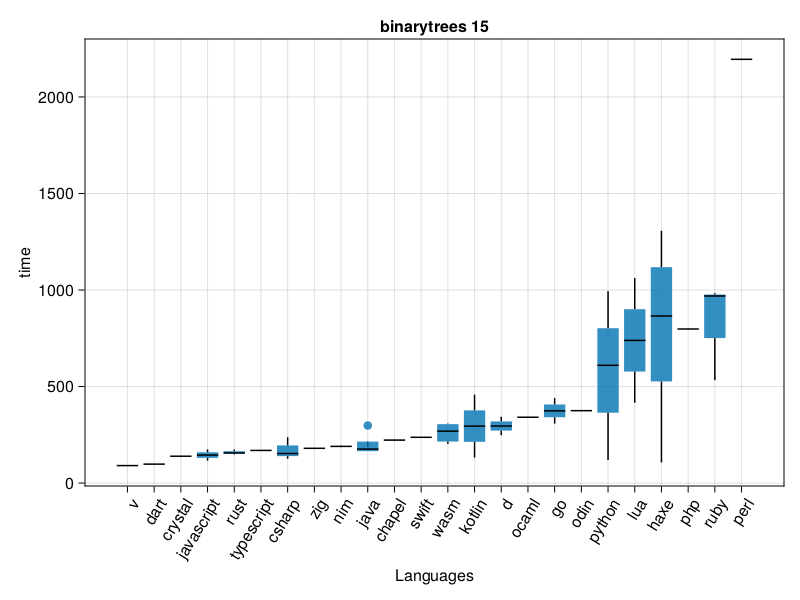 binarytrees 15
time
2000
1500
1000
500
0
v
dart
crystal
javascript
rust
typescript
csharp
zig
nim
java
chapel
swift
wasm
kotlin
d
ocaml
go
odin
python
lua
haxe
php
ruby
perl
Languages